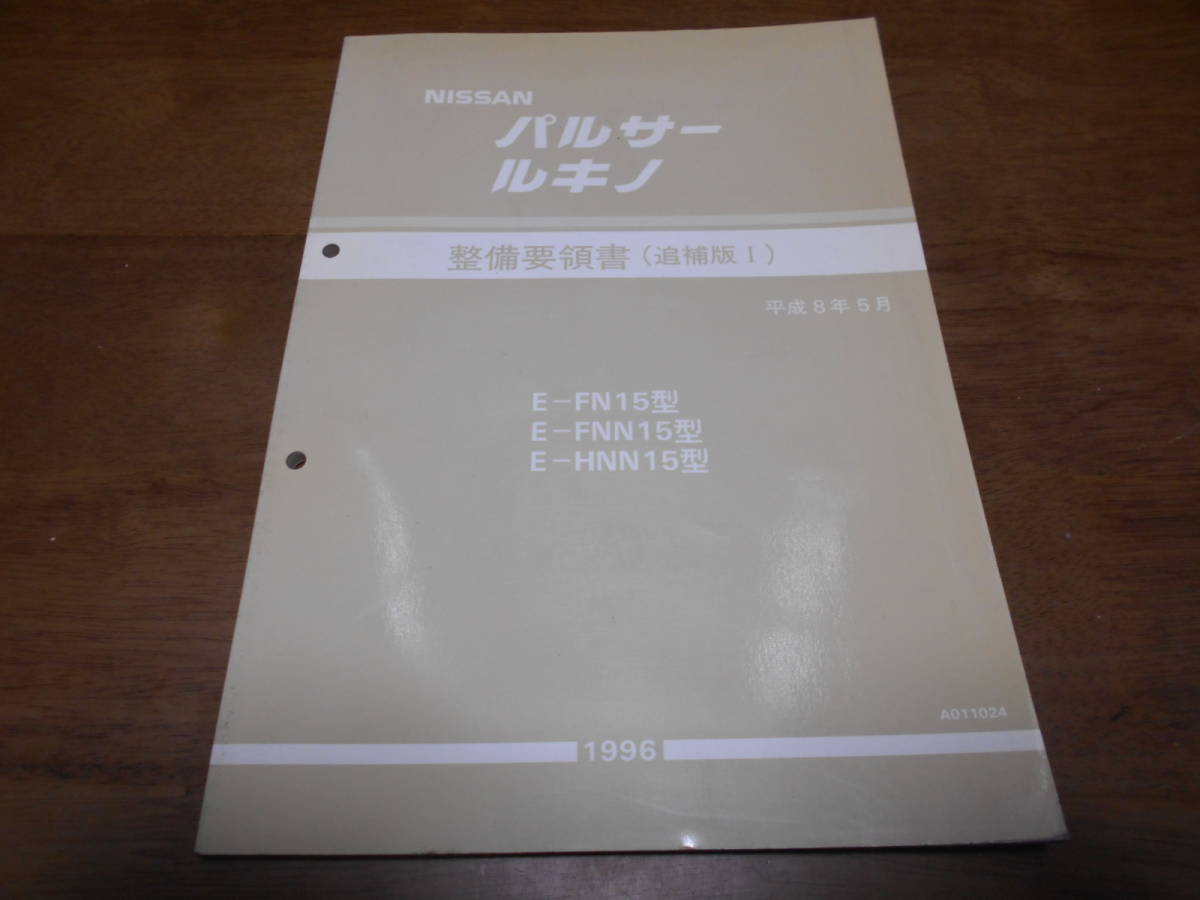 NISSAN
パルサー
ルキノ
整備要領書（追補版Ⅰ）
平成8年5月
E－FN15型
E－FNN15型
E－HNN15型
A011024
1996